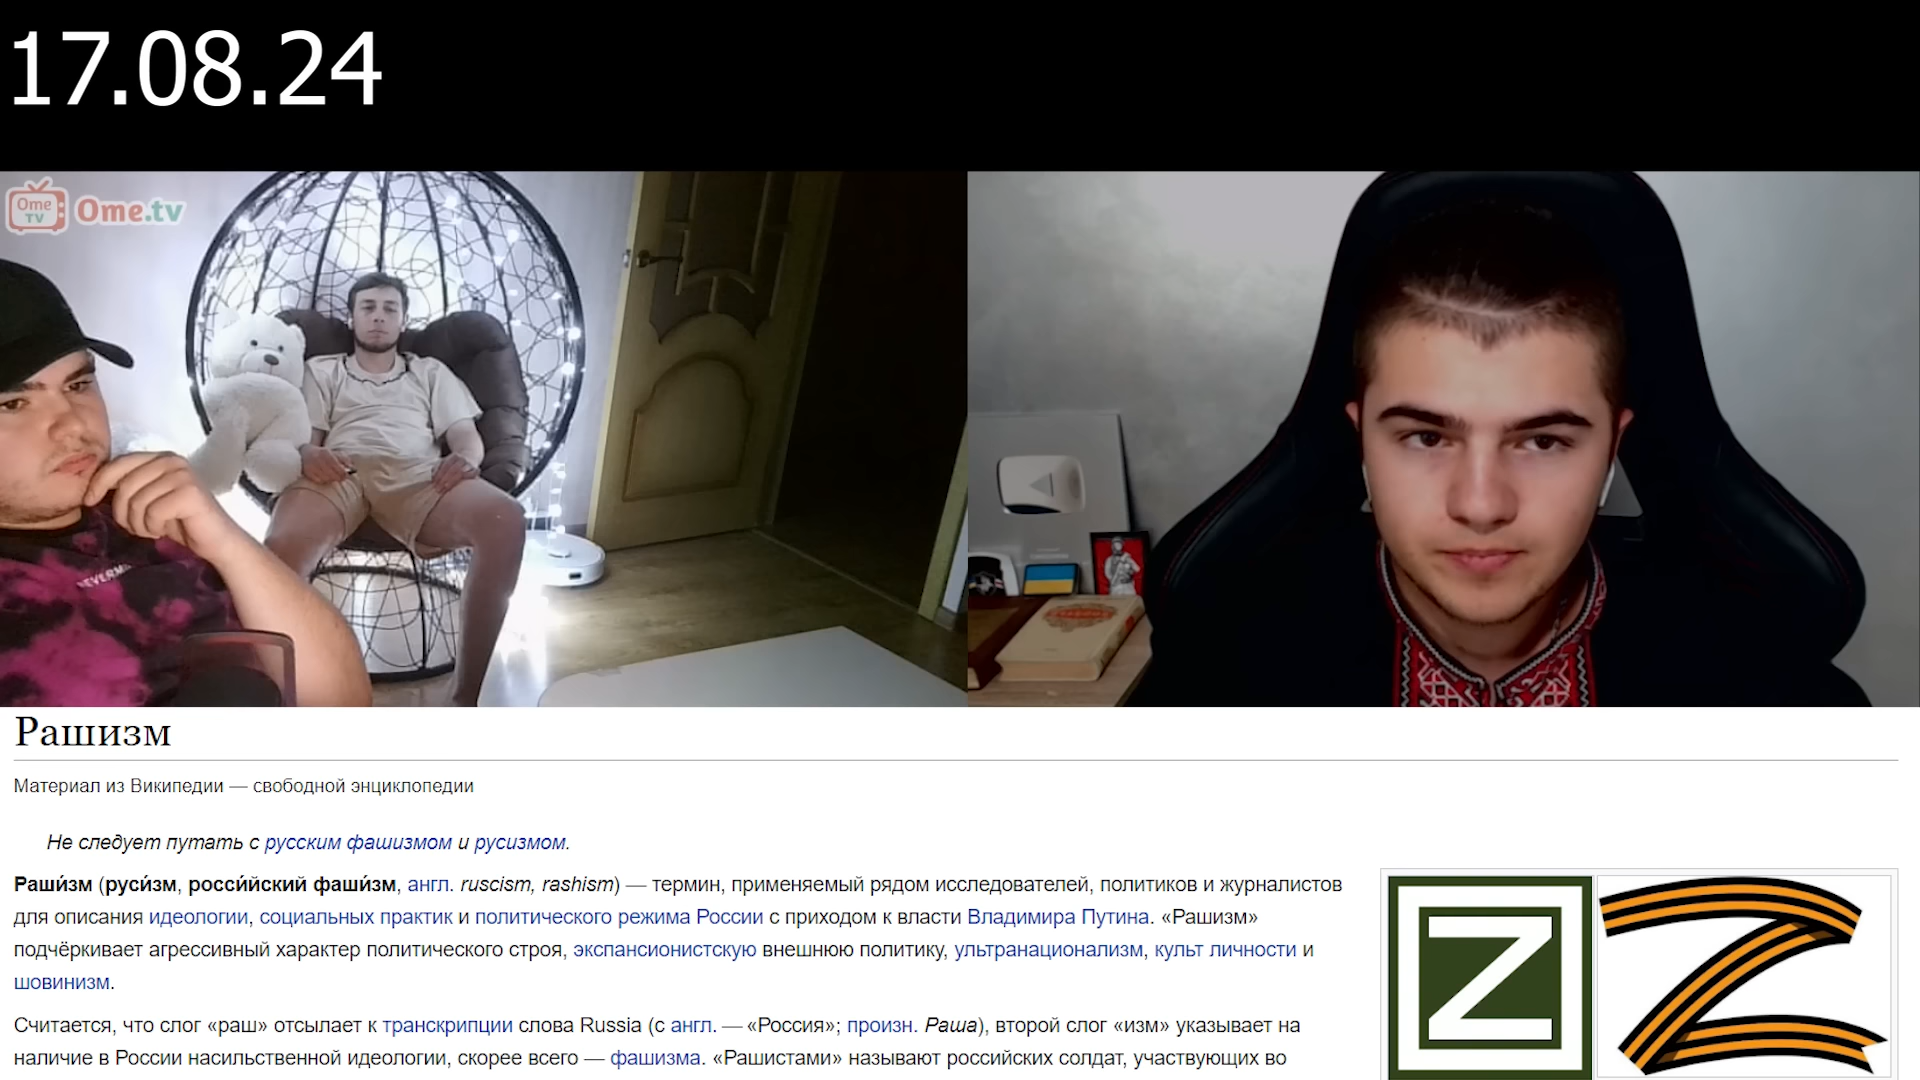 17.08.24
Ome TV Ome.tv
NEVERMI
Рашизм
Материал из Википедии — свободной энциклопедии
Не следует путать с русским фашизмом и русизмом.
Раши́зм (руси́зм, росси́йский фаши́зм, англ. ruscism, rashism) — термин, применяемый рядом исследователей, политиков и журналистов
для описания идеологии, социальных практик и политического режима России с приходом к власти Владимира Путина. «Рашизм»
подчёркивает агрессивный характер политического строя, экспансионистскую внешнюю политику, ультранационализм, культ личности и
шовинизм.
Считается, что слог «раш» отсылает к транскрипции слова Russia (с англ. — «Россия»; произн. Раша), второй слог «изм» указывает на
наличие в России насильственной идеологии, скорее всего — фашизма. «Рашистами» называют российских солдат, участвующих во
Z
Z